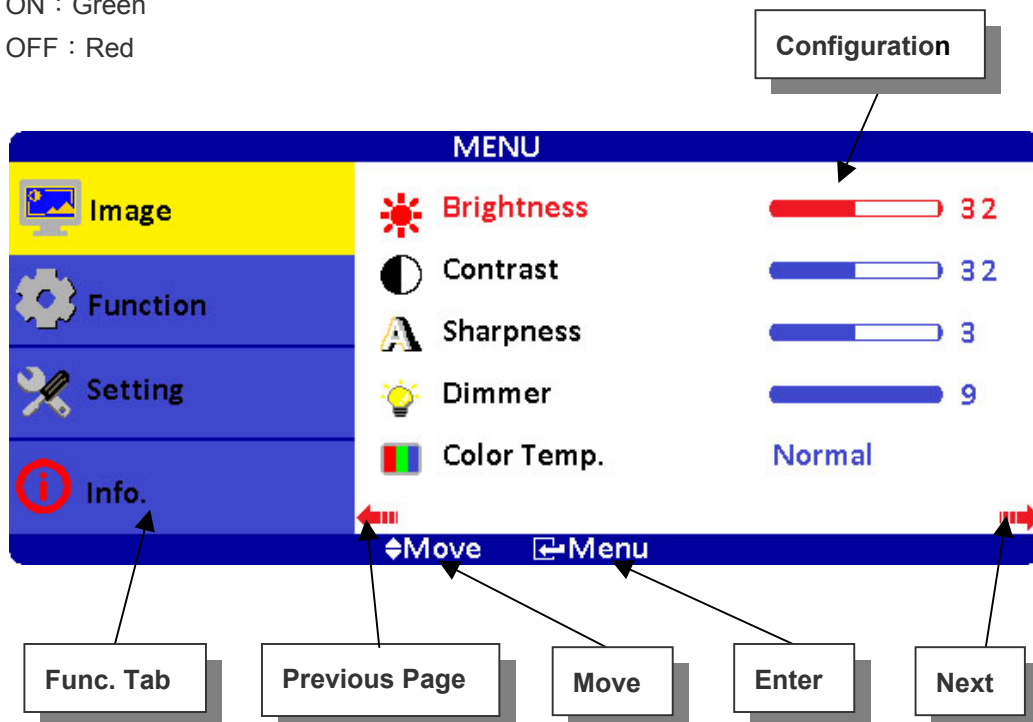 ON：Green
OFF：Red
Configuration
MENU
Image
Function
Setting
Info.
Brightness 32
Contrast 32
Sharpness 3
Dimmer 9
Color Temp. Normal
Move Menu
Func. Tab
Previous Page
Move
Enter
Next